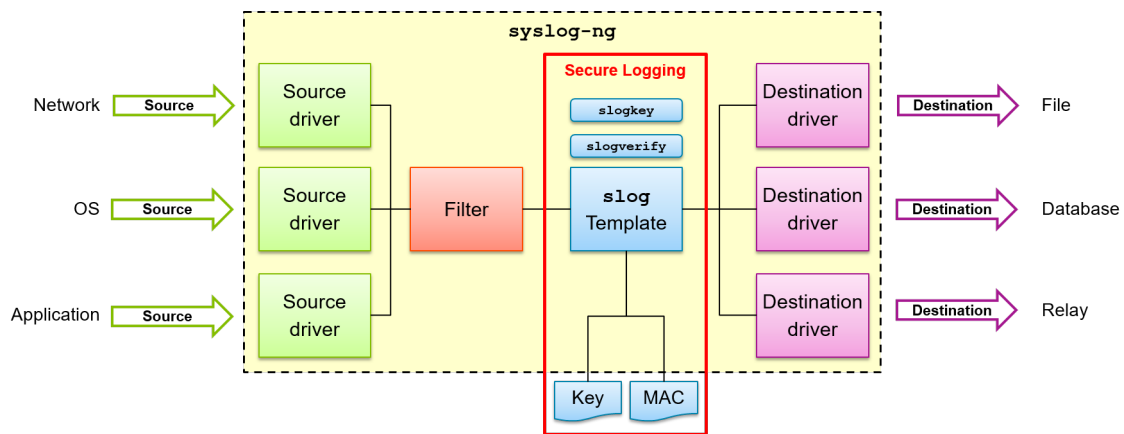 syslog-ng
Secure Logging
Network
Source
Source
driver
slogkey
slogverify
Destination
driver
Destination
File
OS
Source
Source
driver
Filter
slog
Template
Destination
driver
Destination
Database
Application
Source
Source
driver
Destination
driver
Destination
Relay
Key
MAC